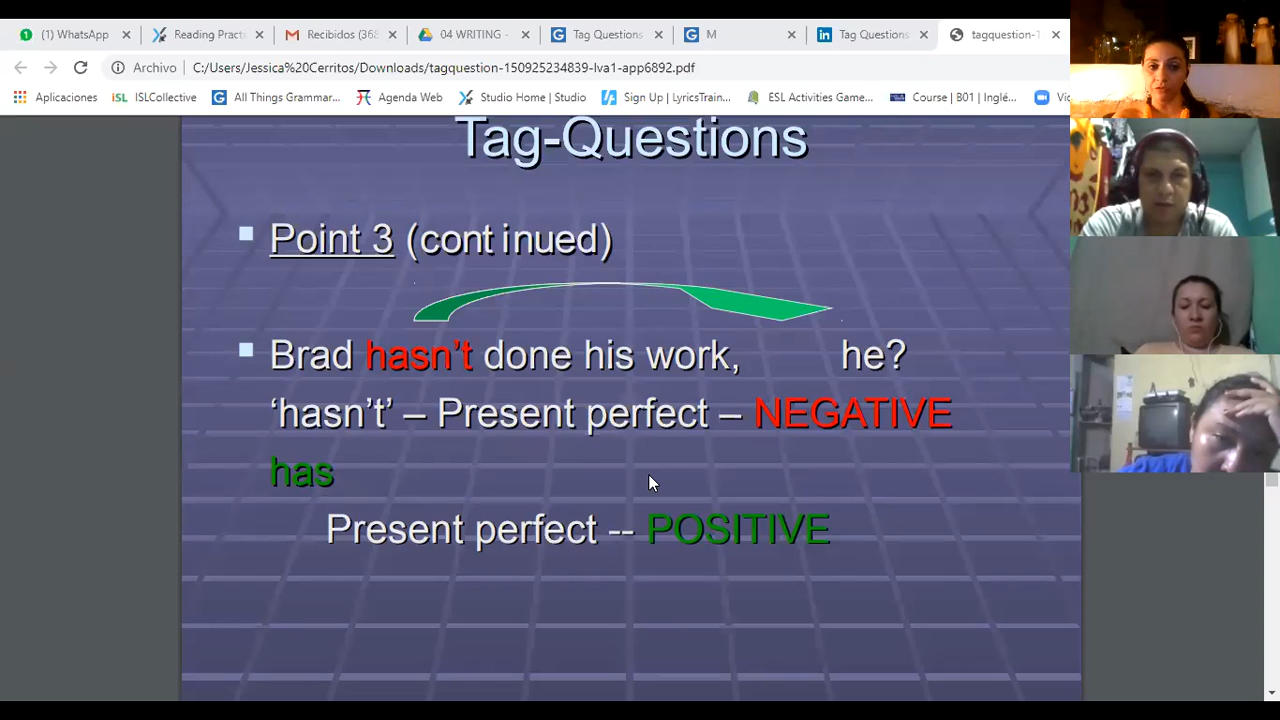 (1) WhatsApp
Reading Pract
Recibidos (368
04 WRITING -
Tag Questions
M
Tag Questions
tagquestion-1
Archivo
C:/Users/Jessica%20Cerritos/Downloads/tagquestion-150925234839-lva1-app6892.pdf
Aplicaciones
iSL ISLCollective
All Things Grammar...
Agenda Web
Studio Home | Studio
Sign Up | LyricsTrain...
ESL Activities Game...
Course | B01 | Inglé...
Tag-Questions
Point 3 (cont inued)
Brad hasn't done his work, he?
‘hasn’t’ – Present perfect – NEGATIVE
has
Present perfect -- POSITIVE